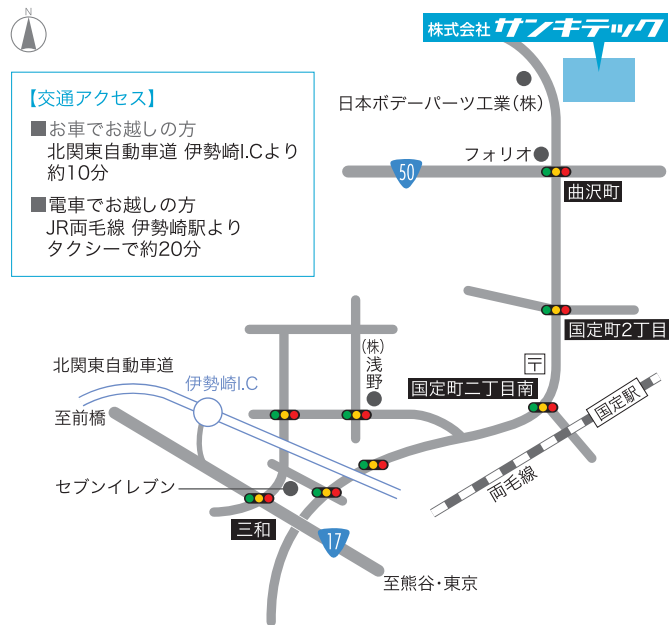 N
株式会社 サンキテック
【交通アクセス】
■お車でお越しの方
北関東自動車道 伊勢崎I.Cより
約10分
■電車でお越しの方
JR両毛線 伊勢崎駅より
タクシーで約20分
日本ボデーパーツ工業(株)
フォリオ
50
曲沢町
国定町2丁目
(株)浅野
〒
国定町二丁目南
国定駅
両毛線
北関東自動車道
伊勢崎I.C
至前橋
セブンイレブン
三和
17
至熊谷・東京